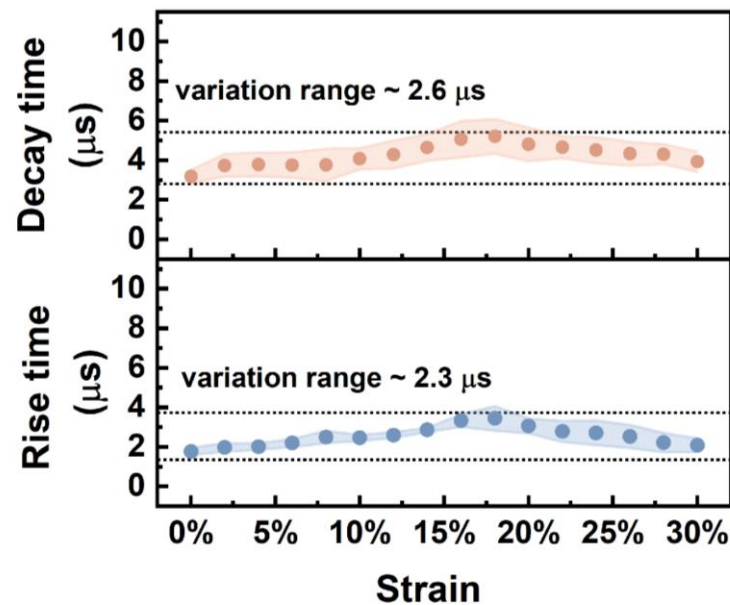 Decay time
(μs)
10
8
6
4
2
0
variation range ~ 2.6 μs
Rise time
(μs)
10
8
6
4
2
0
variation range ~ 2.3 μs
0% 5% 10% 15% 20% 25% 30%
Strain